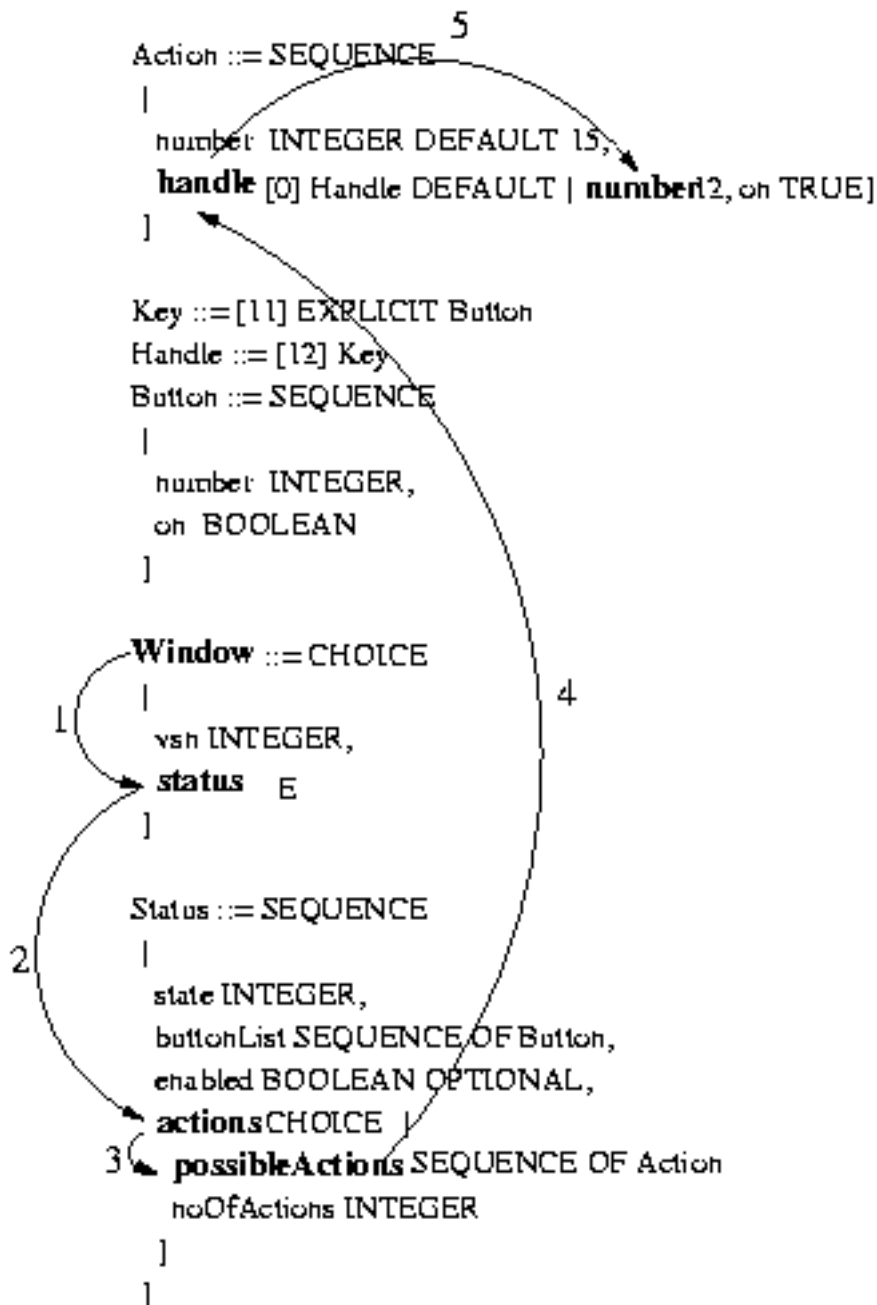 5
Action ::= SEQUENCE
|
number INTEGER DEFAULT 15,
handle [0] Handle DEFAULT | number12, on TRUE]
]
Key ::= [11] EXPLICIT Button
Handle ::= [12] Key
Button ::= SEQUENCE
|
number INTEGER,
on BOOLEAN
]
Window ::= CHOICE
|
4
1
vsn INTEGER,
status E
]
Status ::= SEQUENCE
2
|
state INTEGER,
buttonList SEQUENCE OF Button,
enabled BOOLEAN OPTIONAL,
actions CHOICE |
3 possibleActions SEQUENCE OF Action
noOfActions INTEGER
]
]